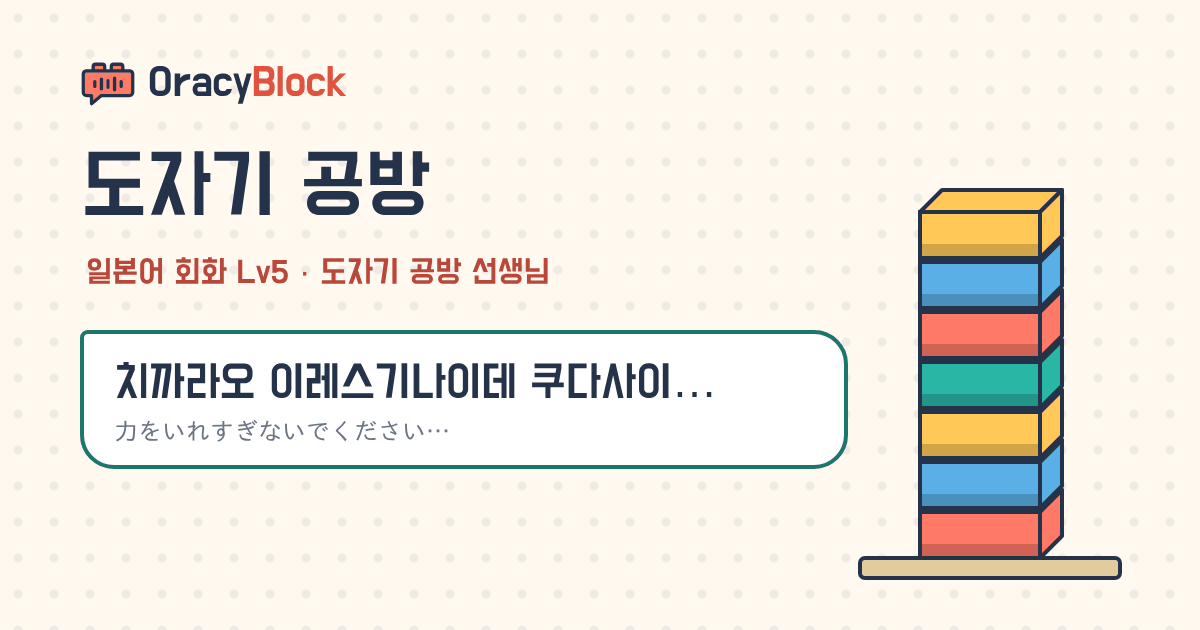 OracyBlock
도자기 공방
일본어 회화 Lv5 · 도자기 공방 선생님
치까라오 이레스기나이데 쿠다사이...
力をいれすぎないでください…